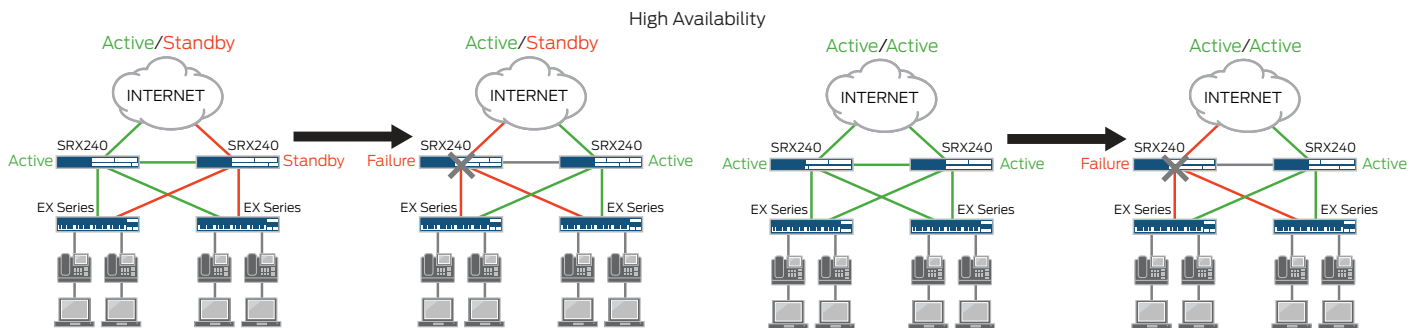 High Availability
Active/Standby
INTERNET
SRX240
SRX240
Active
Standby
EX Series
EX Series
Active/Standby
INTERNET
SRX240
SRX240
Failure
Active
EX Series
EX Series
Active/Active
INTERNET
SRX240
SRX240
Active
Active
EX Series
EX Series
Active/Active
INTERNET
SRX240
SRX240
Failure
Active
EX Series
EX Series